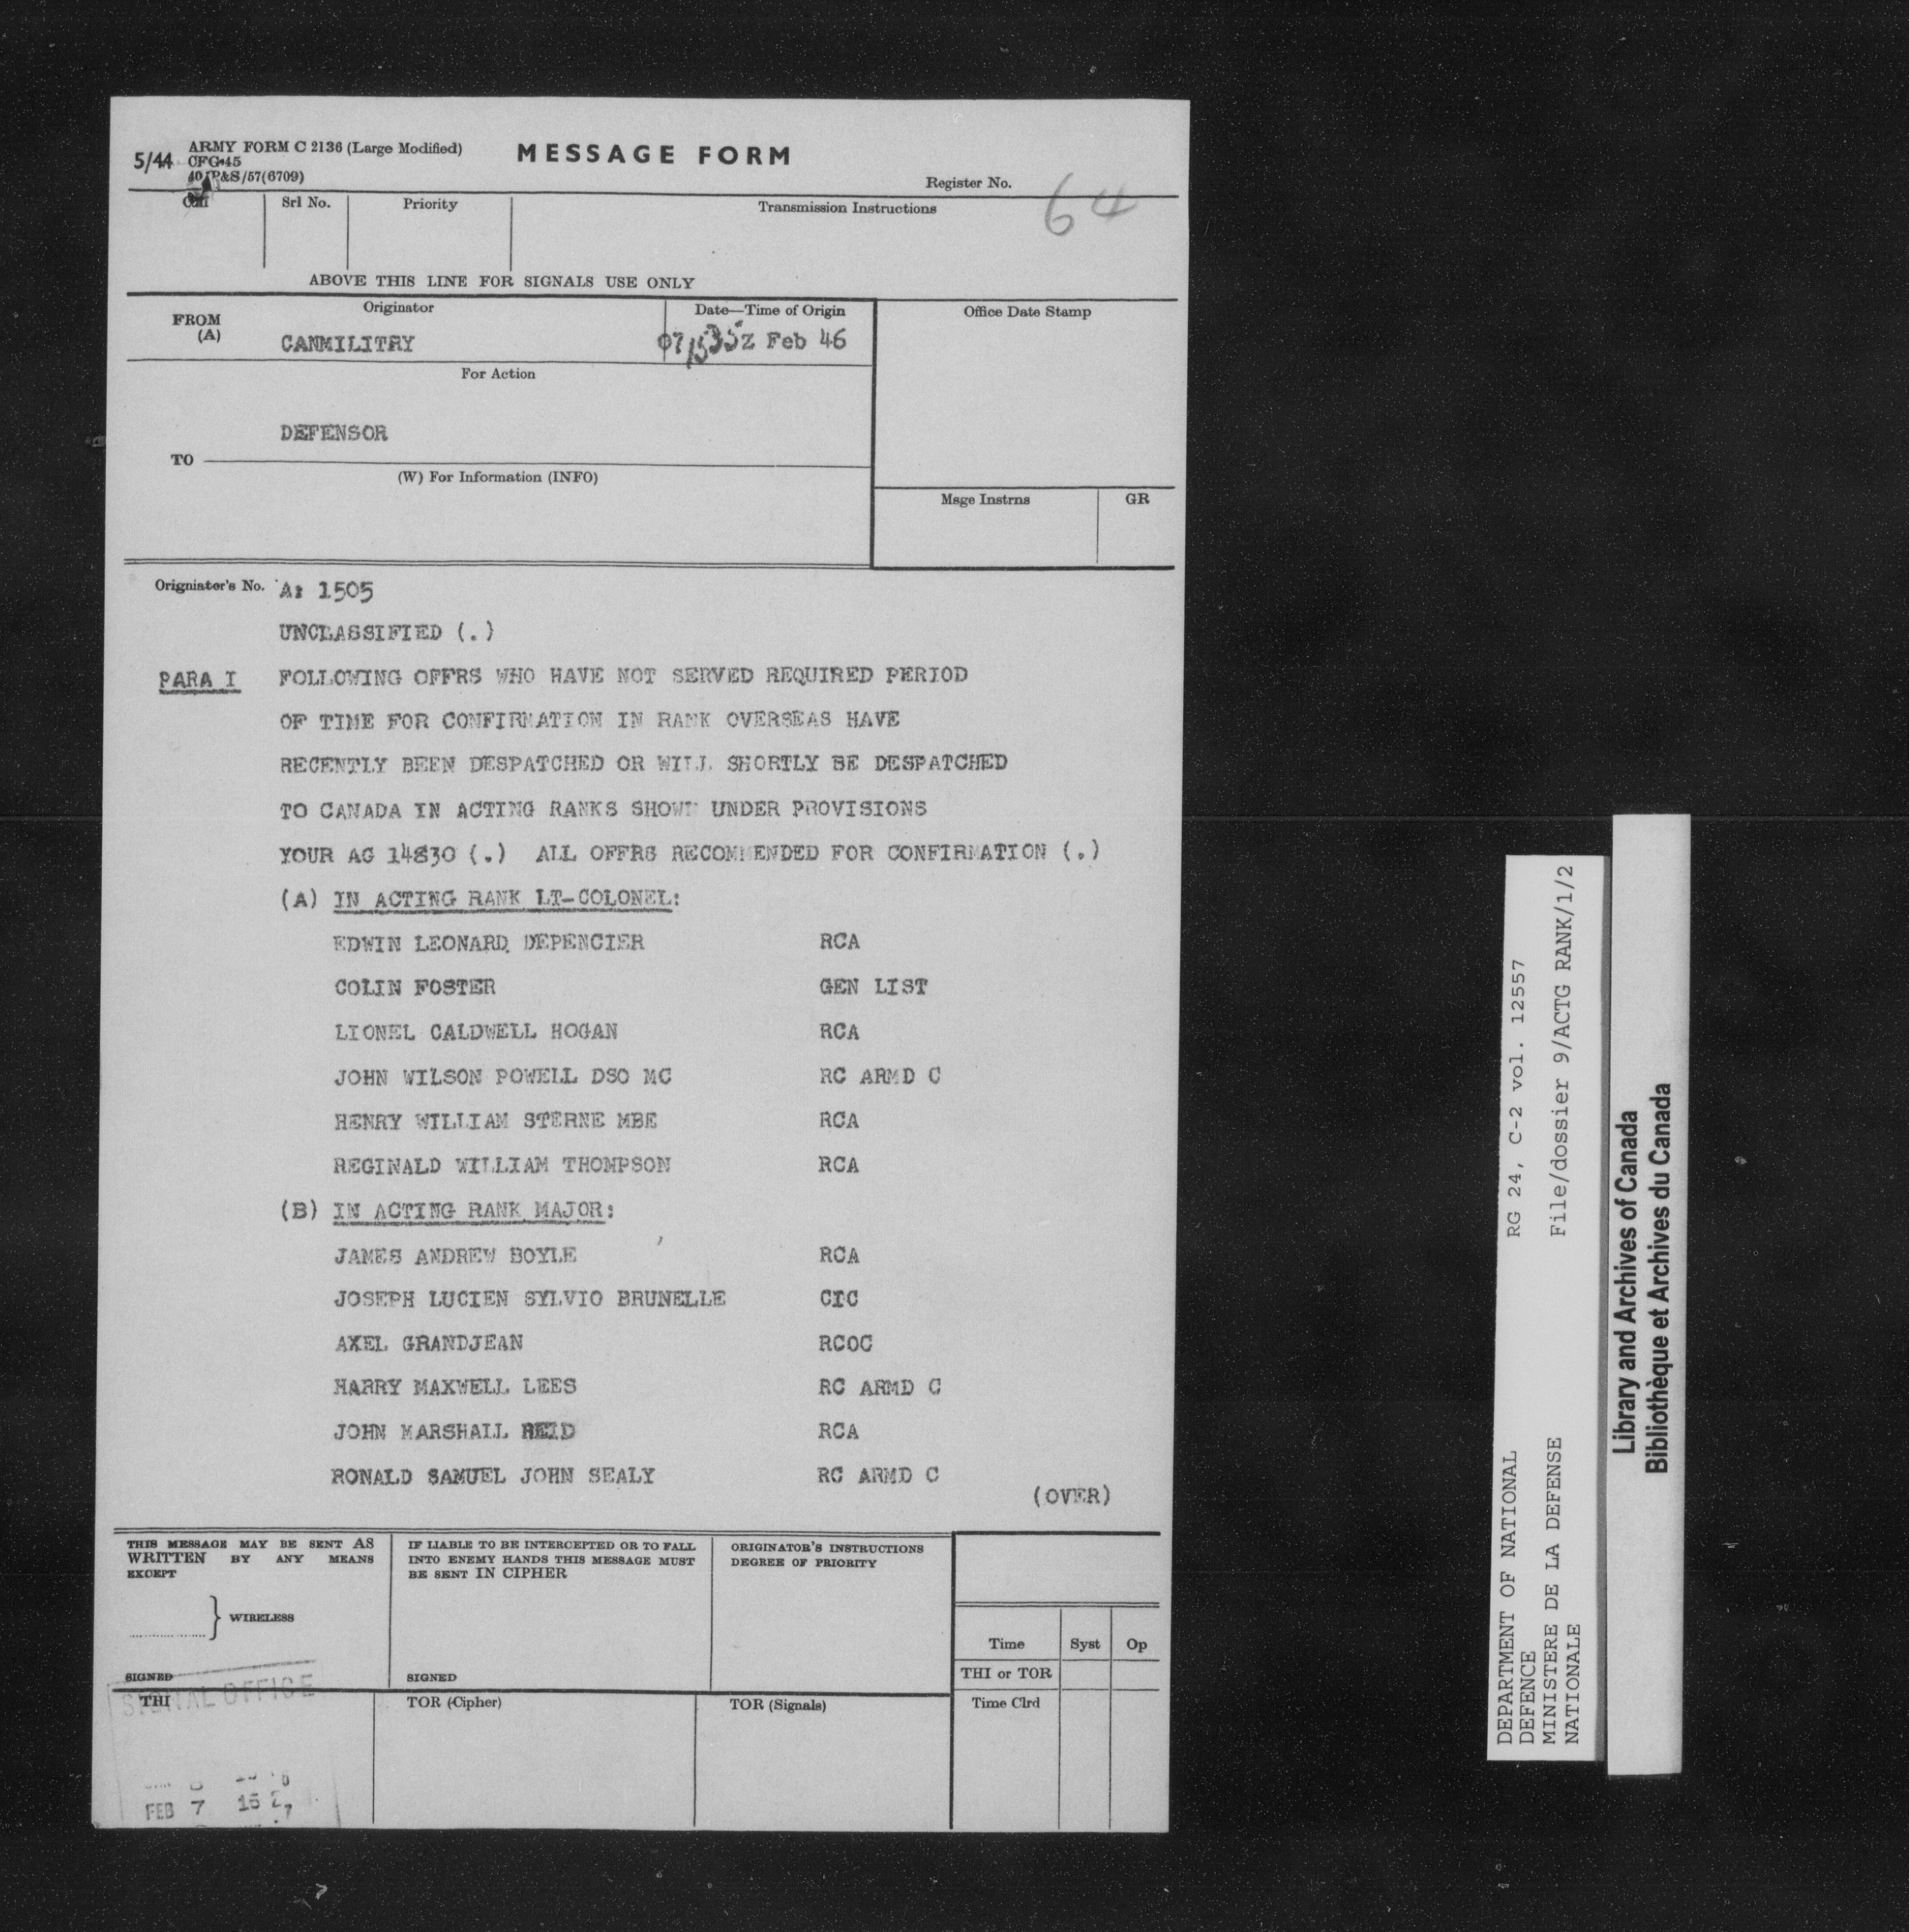 5/44 ARMY FORM C 2136 (Large Modified)
CFG-45
40/P&S/57(6709)
MESSAGE FORM
Register No.
64
Call
Srl No.
Priority
Transmission Instructions
ABOVE THIS LINE FOR SIGNALS USE ONLY
FROM
(A)
Originator
CANMILITRY
Date—Time of Origin
071535Z Feb 46
Office Date Stamp
For Action
DEFENSOR
TO
(W) For Information (INFO)
Msge Instrns
GR
Origniator's No. A: 1505
UNCLASSIFIED (.)
PARA I FOLLOWING OFFRS WHO HAVE NOT SERVED REQUIRED PERIOD
OF TIME FOR CONFIRMATION IN RANK OVERSEAS HAVE
RECENTLY BEEN DESPATCHED OR WILL SHORTLY BE DESPATCHED
TO CANADA IN ACTING RANKS SHOWN UNDER PROVISIONS
YOUR AG 14830 (.) ALL OFFRS RECOMMENDED FOR CONFIRMATION (.)
(A) IN ACTING RANK LT-COLONEL:
EDWIN LEONARD DEPENCIER RCA
COLIN FOSTER GEN LIST
LIONEL CALDWELL HOGAN RCA
JOHN WILSON POWELL DSO MC RC ARMD C
HENRY WILLIAM STERNE MBE RCA
REGINALD WILLIAM THOMPSON RCA
(B) IN ACTING RANK MAJOR:
JAMES ANDREW BOYLE RCA
JOSEPH LUCIEN SYLVIO BRUNELLE CIC
AXEL GRANDJEAN RCOC
HARRY MAXWELL LEES RC ARMD C
JOHN MARSHALL REID RCA
RONALD SAMUEL JOHN SEALY RC ARMD C
(OVER)
THIS MESSAGE MAY BE SENT AS
WRITTEN BY ANY MEANS
EXCEPT
WIRELESS
SIGNED
IF LIABLE TO BE INTERCEPTED OR TO FALL
INTO ENEMY HANDS THIS MESSAGE MUST
BE SENT IN CIPHER
SIGNED
ORIGINATOR'S INSTRUCTIONS
DEGREE OF PRIORITY
Time
Syst
Op
THI or TOR
Time Clrd
SIGNAL OFFICE
THI
TOR (Cipher)
TOR (Signals)
FEB 7
DEPARTMENT OF NATIONAL
DEFENCE
MINISTERE DE LA DEFENSE
NATIONALE
RG 24, C-2 vol. 12557
File/dossier 9/ACTG RANK/1/2
Library and Archives of Canada
Bibliothèque et Archives du Canada